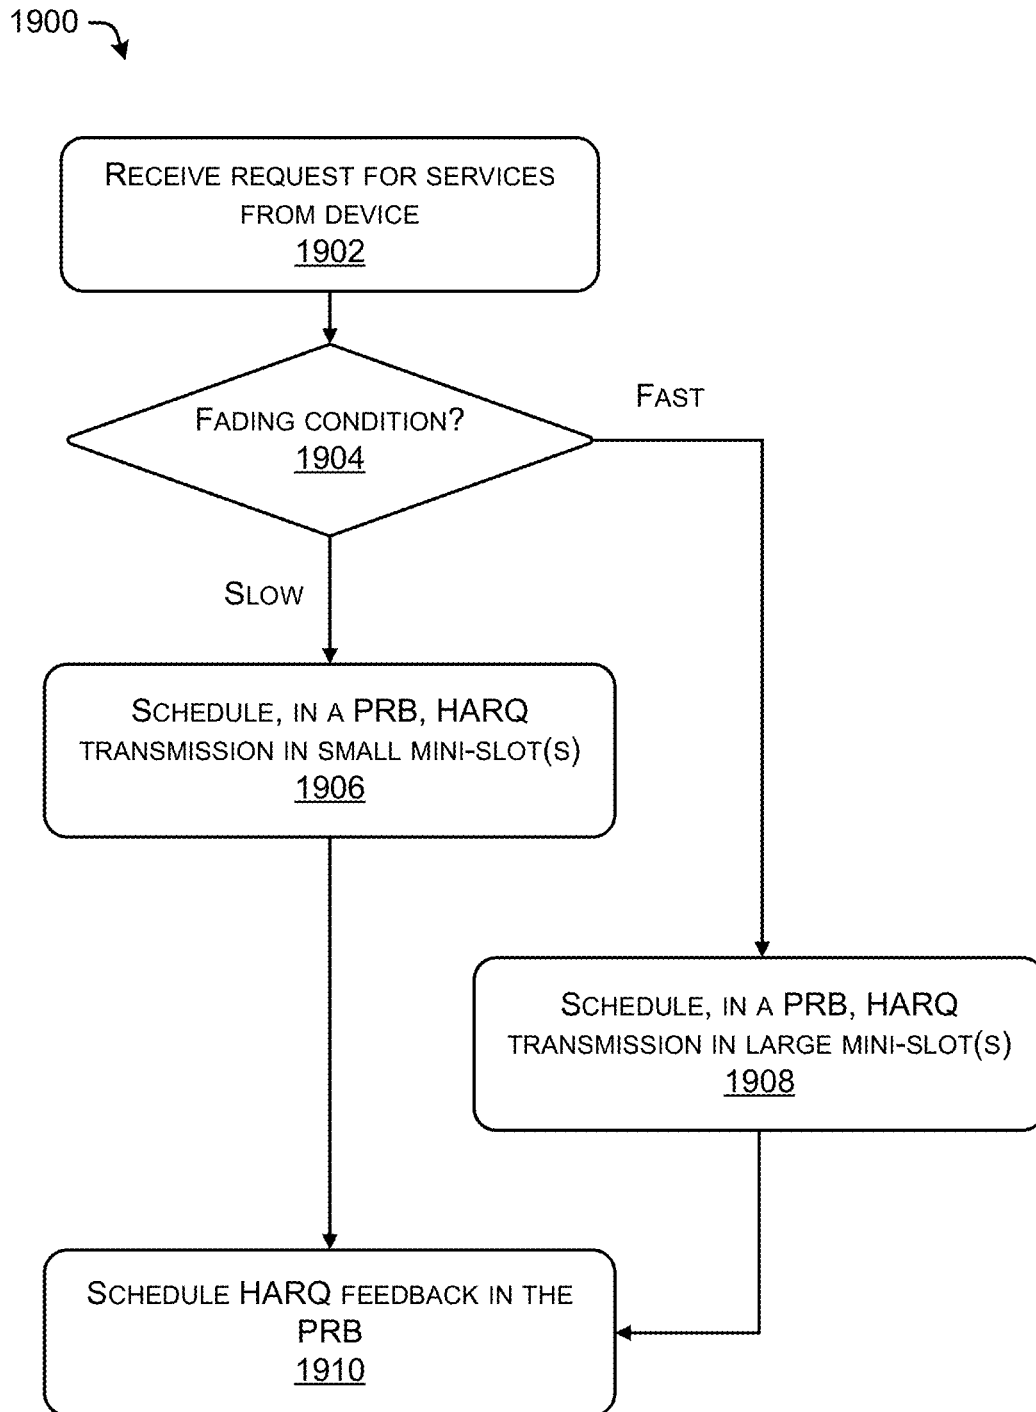 1900
RECEIVE REQUEST FOR SERVICES
FROM DEVICE
1902
FADING CONDITION?
1904
FAST
SLOW
SCHEDULE, IN A PRB, HARQ
TRANSMISSION IN SMALL MINI-SLOT(S)
1906
SCHEDULE, IN A PRB, HARQ
TRANSMISSION IN LARGE MINI-SLOT(S)
1908
SCHEDULE HARQ FEEDBACK IN THE
PRB
1910